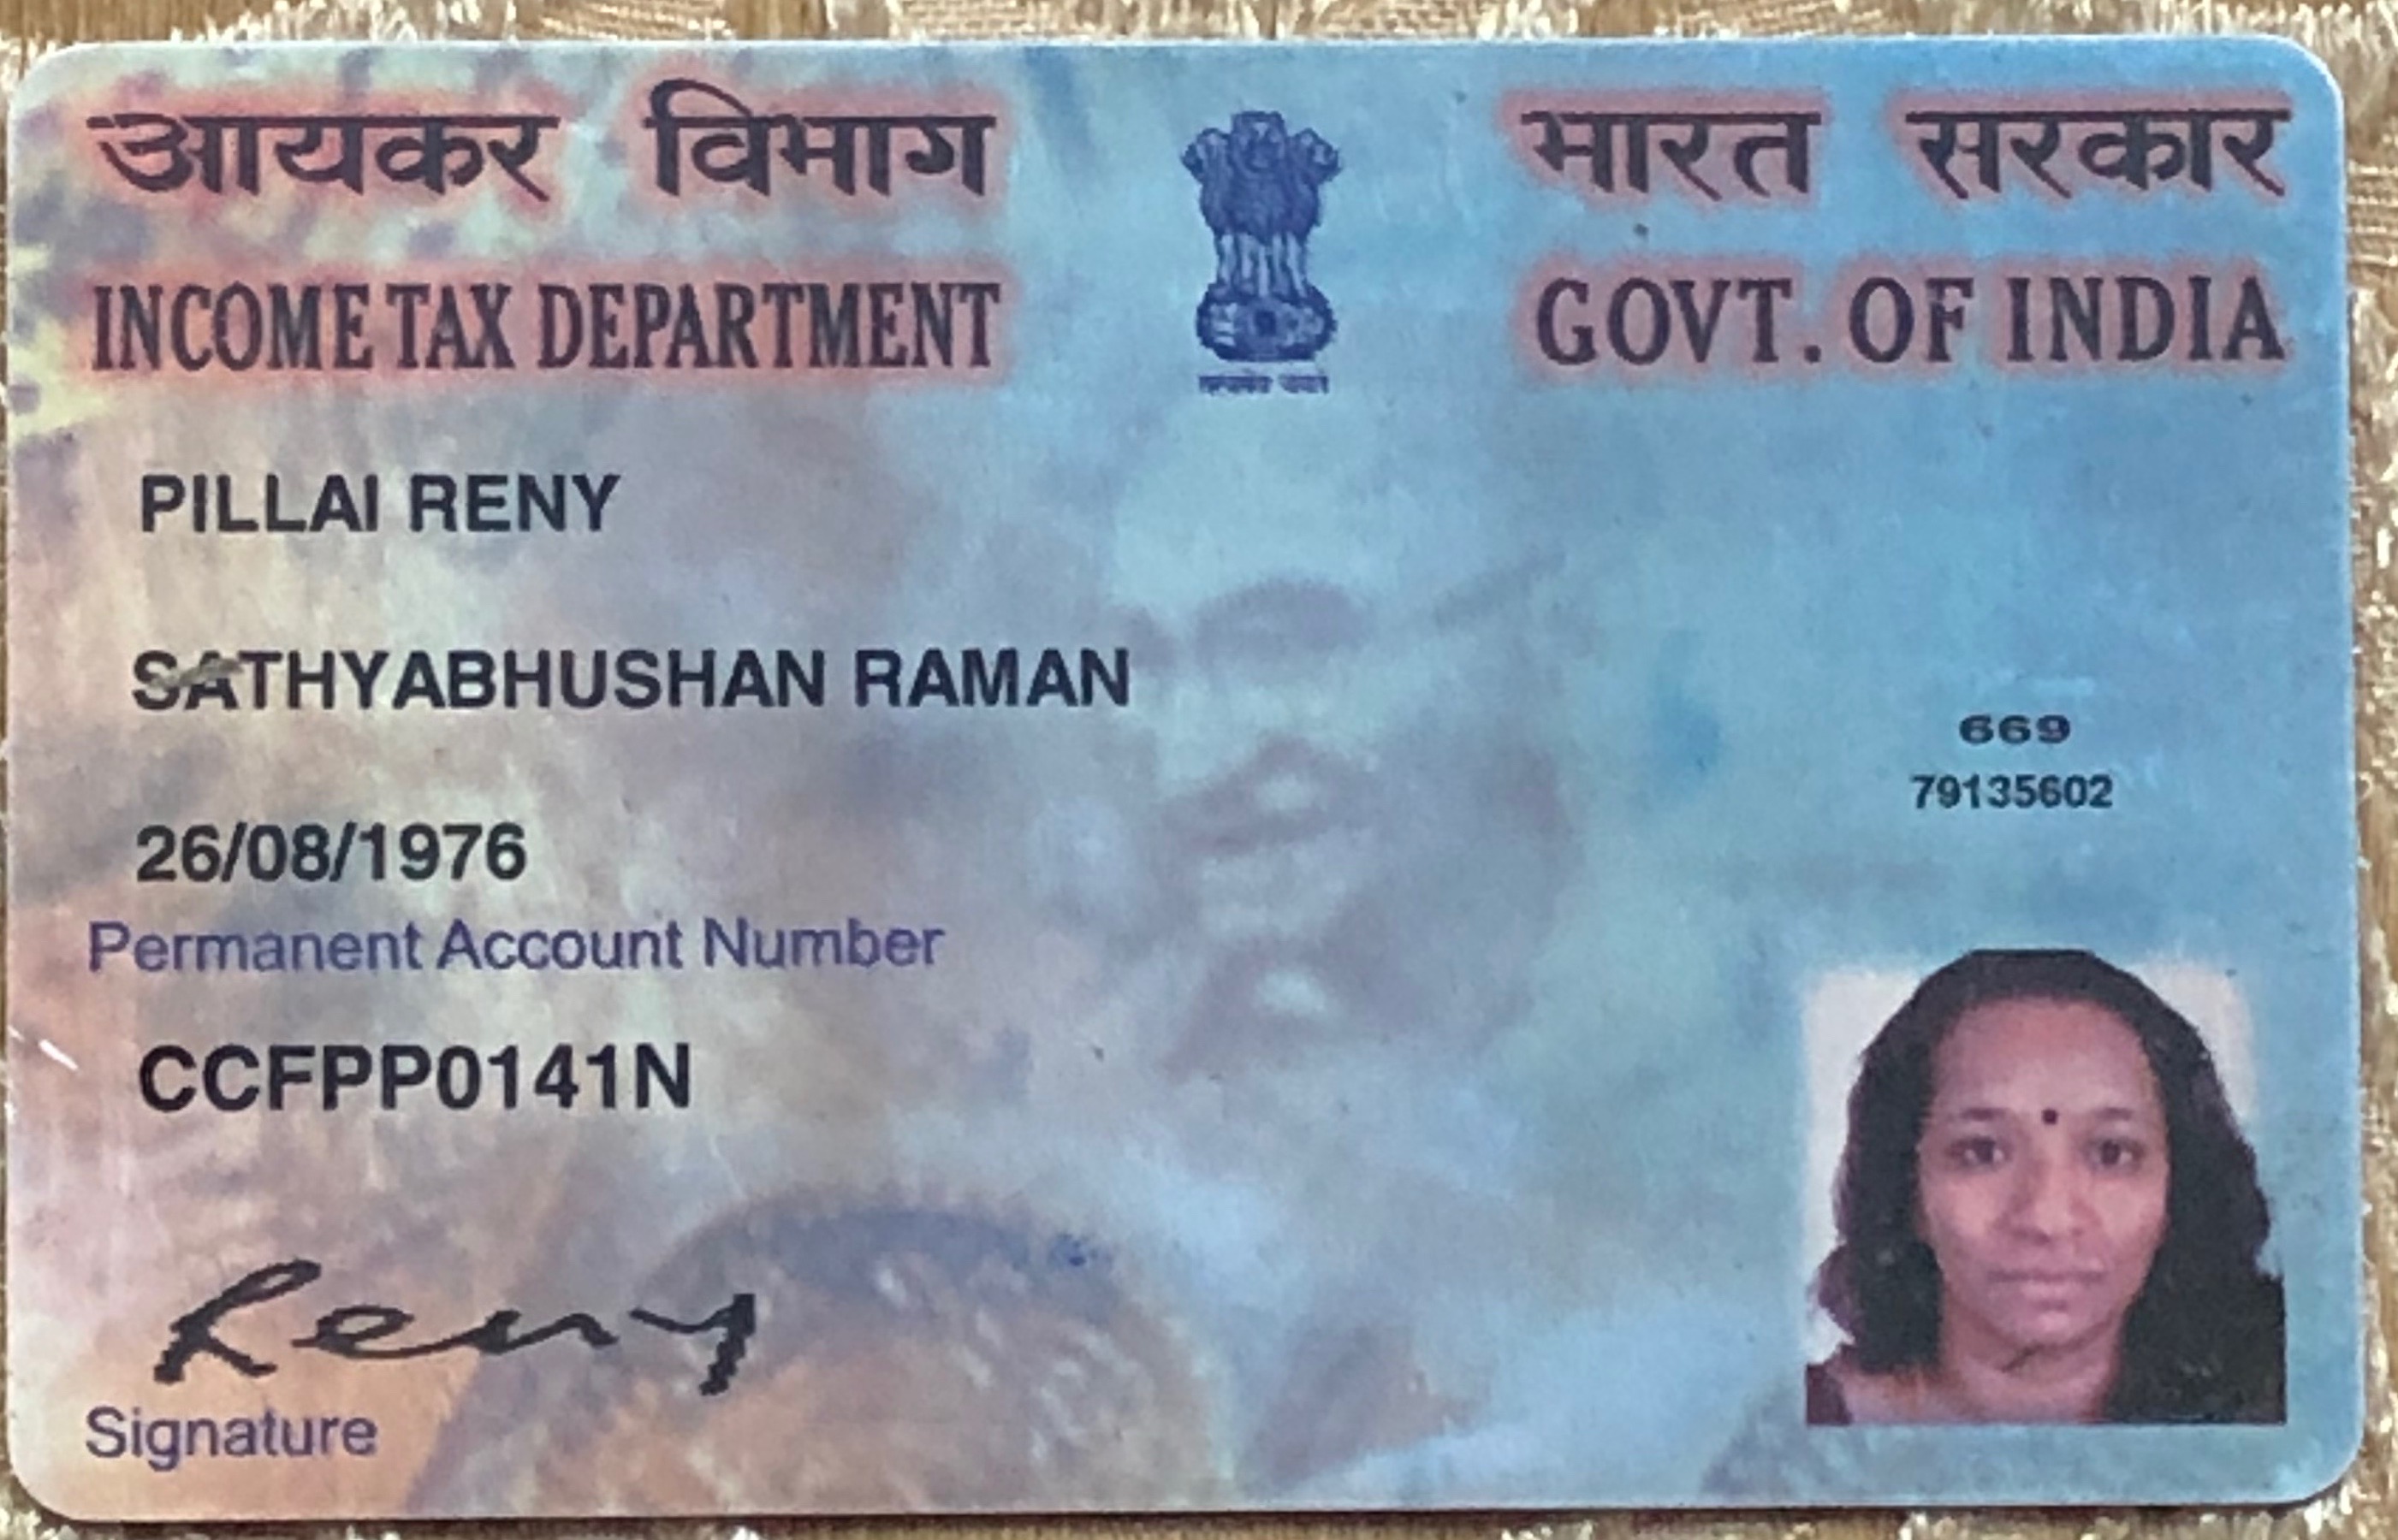 आयकर विभाग
भारत सरकार
INCOME TAX DEPARTMENT
GOVT. OF INDIA
PILLAI RENY
SATHYABHUSHAN RAMAN
669
79135602
26/08/1976
Permanent Account Number
CCFPP0141N
Reny
Signature